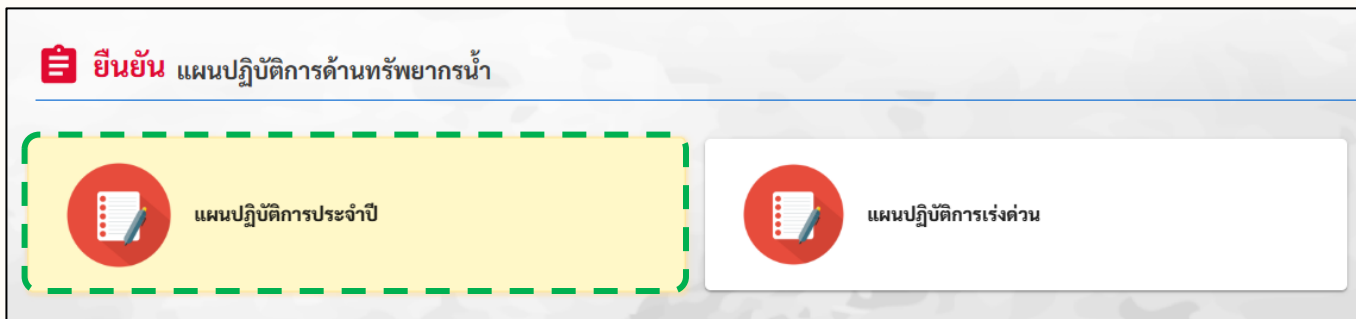 ยืนยัน แผนปฏิบัติการด้านทรัพยากรน้ำ
แผนปฏิบัติการประจำปี
แผนปฏิบัติการเร่งด่วน